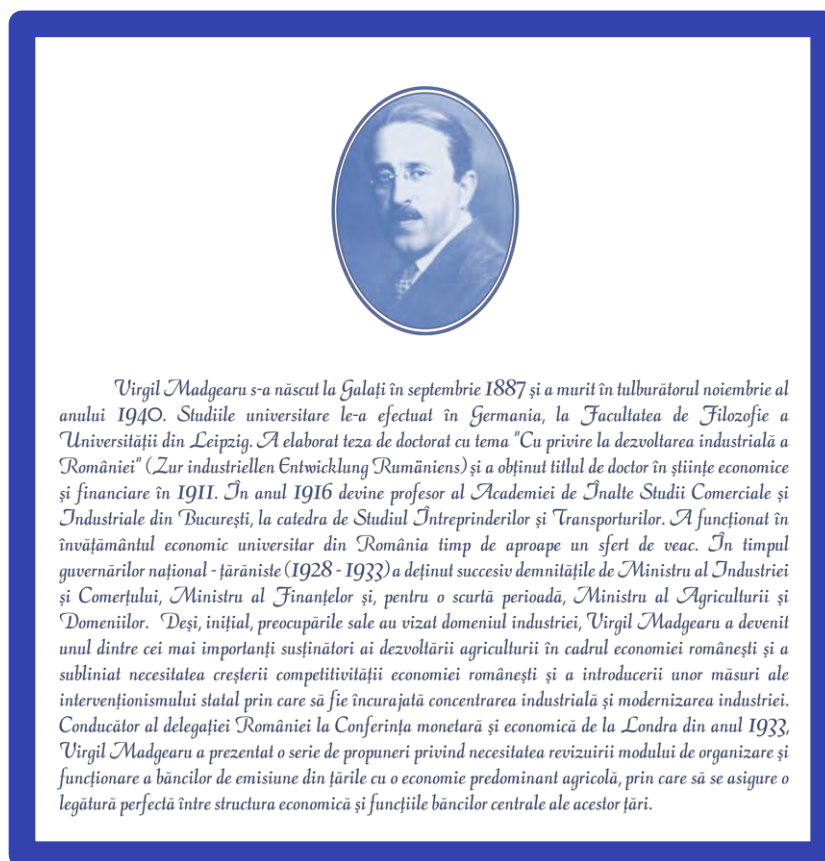 Virgil Madgearu s-a născut la Galați în septembrie 1887 și a murit în tulburătorul noiembrie al
anului 1940. Studiile universitare le-a efectuat în Germania, la Facultatea de Filozofie a
Universității din Leipzig. A elaborat teza de doctorat cu tema "Cu privire la dezvoltarea industrială a
României" (Zur industriellen Entwicklung Rumäniens) și a obținut titlul de doctor în științe economice
și financiare în 1911. În anul 1916 devine profesor al Academiei de Înalte Studii Comerciale și
Industriale din București, la catedra de Studiul Întreprinderilor și Transporturilor. A funcționat în
învățământul economic universitar din România timp de aproape un sfert de veac. În timpul
guvernărilor național - țărăniste (1928 - 1933) a deținut succesiv demnitățile de Ministru al Industriei
și Comerțului, Ministru al Finanțelor și, pentru o scurtă perioadă, Ministru al Agriculturii și
Domeniilor. Deși, inițial, preocupările sale au vizat domeniul industriei, Virgil Madgearu a devenit
unul dintre cei mai importanți susținători ai dezvoltării agriculturii în cadrul economiei românești și a
subliniat necesitatea creșterii competitivității economiei românești și a introducerii unor măsuri ale
intervenționismului statal prin care să fie încurajată concentrarea industrială și modernizarea industriei.
Conducător al delegației României la Conferința monetară și economică de la Londra din anul 1933,
Virgil Madgearu a prezentat o serie de propuneri privind necesitatea revizuirii modului de organizare și
funcționare a băncilor de emisiune din țările cu o economie predominant agricolă, prin care să se asigure o
legătură perfectă între structura economică și funcțiile băncilor centrale ale acestor țări.